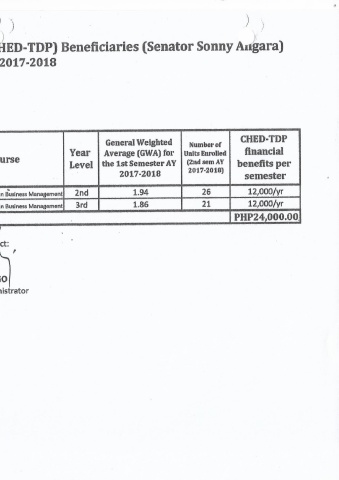 HED-TDP) Beneficiaries (Senator Sonny Angara)
2017-2018
urse
Year Level
General Weighted Average (GWA) for the 1st Semester AY 2017-2018
Number of Units Enrolled (2nd sem AY 2017-2018)
CHED-TDP financial benefits per semester
n Business Management 2nd 1.94 26 12,000/yr
n Business Management 3rd 1.86 21 12,000/yr
PHP24,000.00
ct:
SO
nistrator